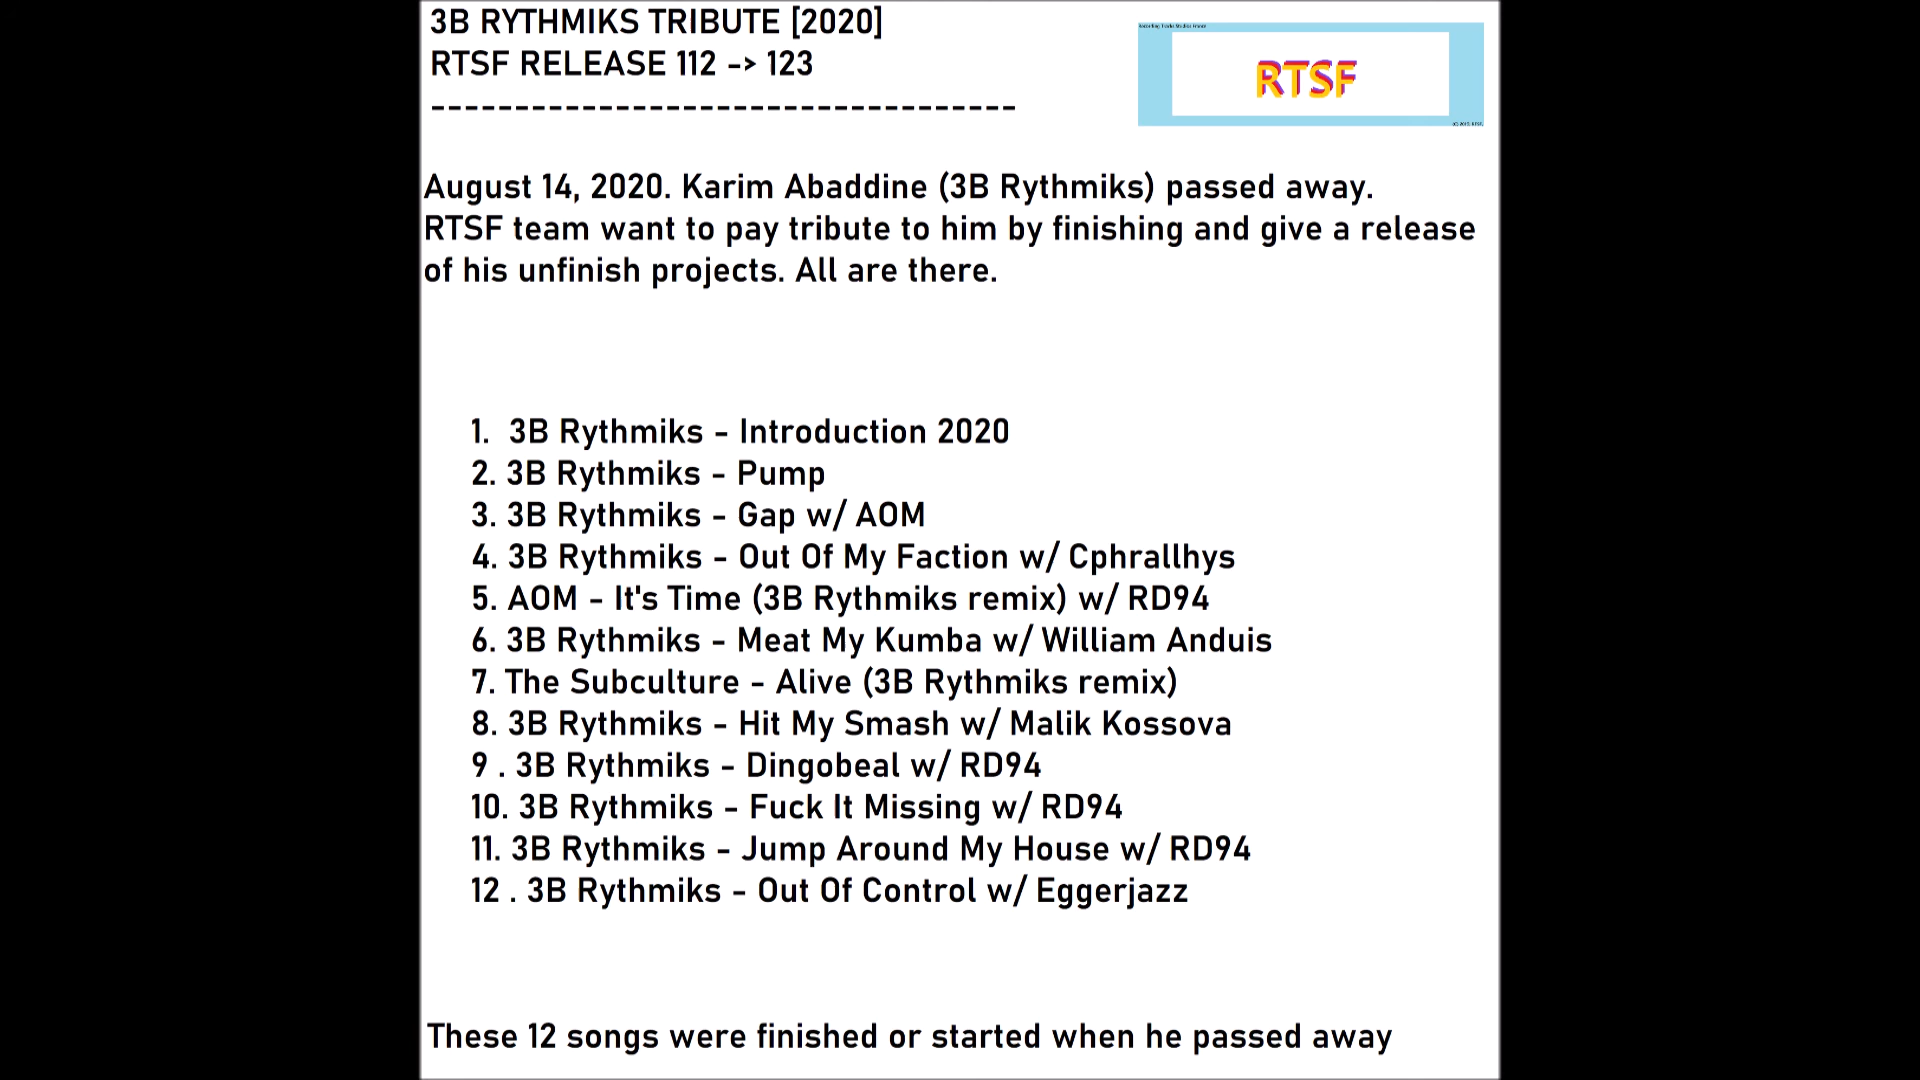 3B RYTHMIKS TRIBUTE [2020]
RTSF RELEASE 112 -> 123
-----------------------------------
Recording Tracks Studios France
RTSF
August 14, 2020. Karim Abaddine (3B Rythmiks) passed away.
RTSF team want to pay tribute to him by finishing and give a release
of his unfinish projects. All are there.
1.  3B Rythmiks - Introduction 2020
2. 3B Rythmiks - Pump
3. 3B Rythmiks - Gap w/ AOM
4. 3B Rythmiks - Out Of My Faction w/ Cphrallhys
5. AOM - It's Time (3B Rythmiks remix) w/ RD94
6. 3B Rythmiks - Meat My Kumba w/ William Anduis
7. The Subculture - Alive (3B Rythmiks remix)
8. 3B Rythmiks - Hit My Smash w/ Malik Kossova
9 . 3B Rythmiks - Dingobeal w/ RD94
10. 3B Rythmiks - Fuck It Missing w/ RD94
11. 3B Rythmiks - Jump Around My House w/ RD94
12 . 3B Rythmiks - Out Of Control w/ Eggerjazz
These 12 songs were finished or started when he passed away